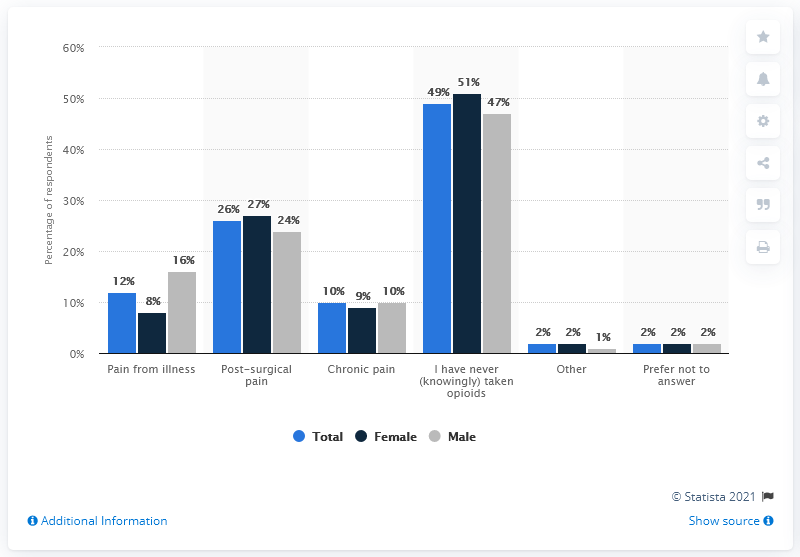 60%
50%
40%
30%
20%
10%
0%
Percentage of respondents
12%
8%
16%
26%
27%
24%
10%
9%
10%
49%
51%
47%
2%
2%
1%
2%
2%
2%
Pain from illness
Post-surgical
pain
Chronic pain
I have never
(knowingly) taken
opioids
Other
Prefer not to
answer
Total Female Male
© Statista 2021
Additional Information
Show source